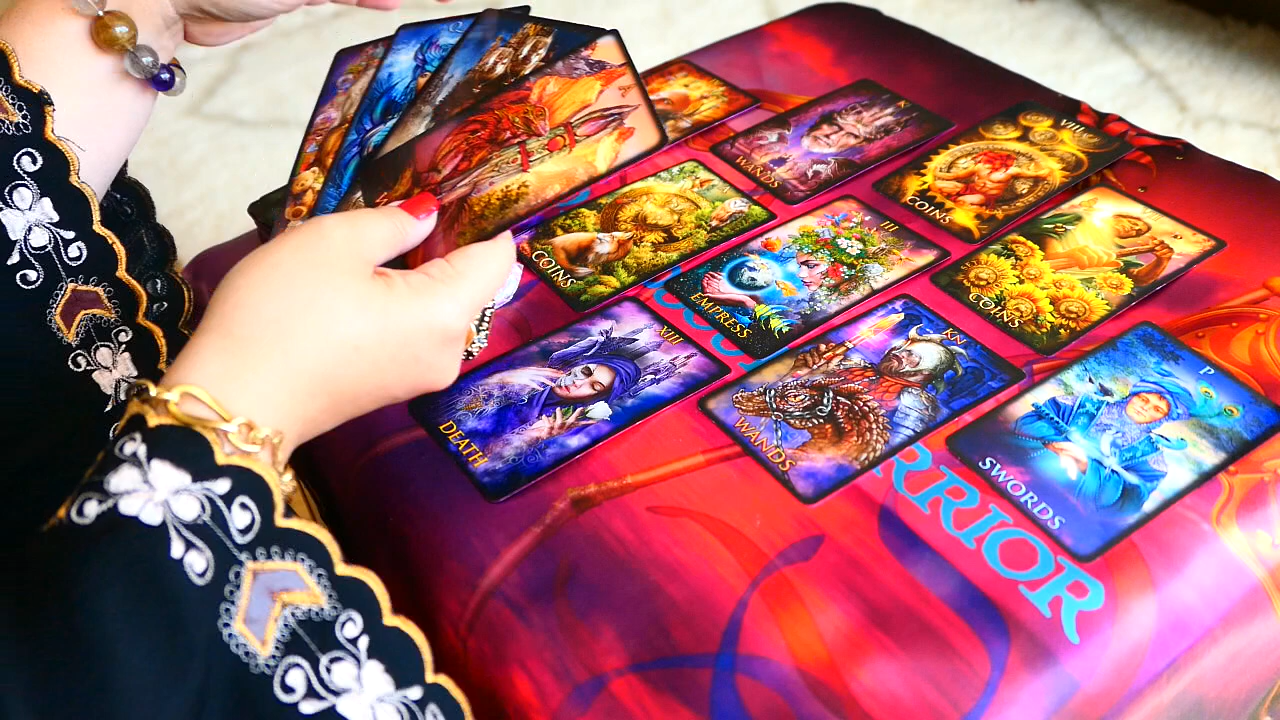 K
WANDS
VIII
COINS
COINS
III
EMPRESS
COINS
XIII
DEATH
KN
WANDS
P
SWORDS
RRIOR